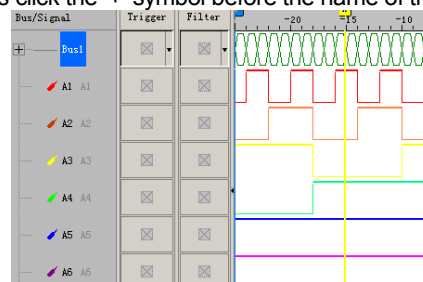 s click the "+" symbol before the name of th
Bus/Signal Trigger Filter
-20 -15 -10
Bus1
A1 A1
A2 A2
A3 A3
A4 A4
A5 A5
A6 A6